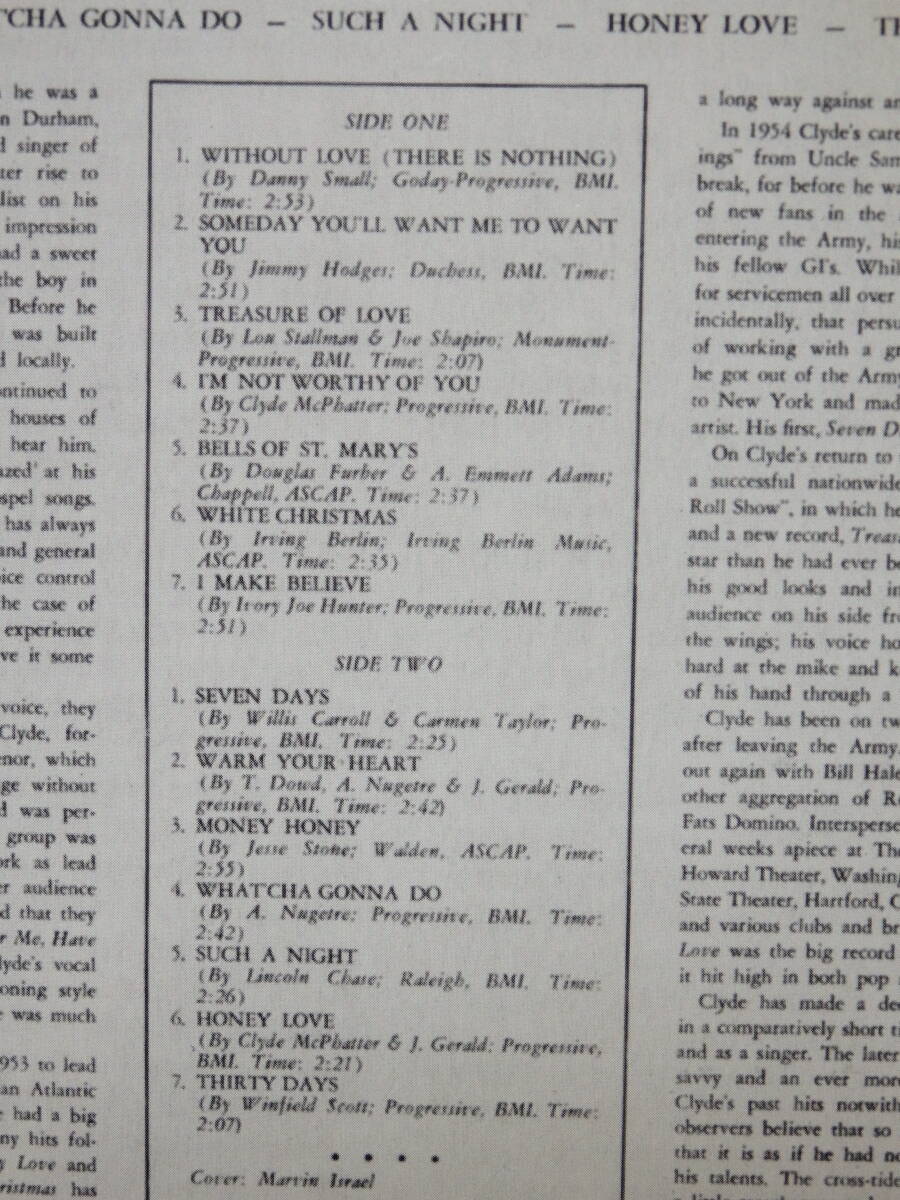 CHA GONNA DO – SUCH A NIGHT – HONEY LOVE –
he was a
n Durham,
singer of
ter rise to
list on his
impression
ad a sweet
the boy in
Before he
was built
locally.
ontinued to
houses of
hear him.
azed' at his
spel songs.
has always
and general
ice control
he case of
experience
ve it some
voice, they
Clyde, for-
enor, which
ge without
was per-
group was
ork as lead
er audience
d that they
r Me, Have
lyde's vocal
oning style
was much
953 to lead
an Atlantic
had a big
ny hits fol-
y Love and
ristmas has
SIDE ONE
1. WITHOUT LOVE (THERE IS NOTHING)
(By Danny Small; Goday-Progressive, BMI.
Time: 2:53)
2. SOMEDAY YOU'LL WANT ME TO WANT
YOU
(By Jimmy Hodges; Duchess, BMI. Time:
2:51)
3. TREASURE OF LOVE
(By Lou Stallman & Joe Shapiro; Monument-
Progressive, BMI. Time: 2:07)
4. I'M NOT WORTHY OF YOU
(By Clyde McPhatter; Progressive, BMI. Time:
2:37)
5. BELLS OF ST. MARY'S
(By Douglas Furber & A. Emmett Adams;
Chappell, ASCAP. Time: 2:37)
6. WHITE CHRISTMAS
(By Irving Berlin; Irving Berlin Music,
ASCAP. Time: 2:35)
7. I MAKE BELIEVE
(By Ivory Joe Hunter; Progressive, BMI. Time:
2:51)
SIDE TWO
1. SEVEN DAYS
(By Willis Carroll & Carmen Taylor; Pro-
gressive, BMI. Time: 2:25)
2. WARM YOUR HEART
(By T. Dowd, A. Nugetre & J. Gerald; Pro-
gressive, BMI. Time: 2:42)
3. MONEY HONEY
(By Jesse Stone; Walden, ASCAP. Time:
2:55)
4. WHATCHA GONNA DO
(By A. Nugetre; Progressive, BMI. Time:
2:42)
5. SUCH A NIGHT
(By Lincoln Chase; Raleigh, BMI. Time:
2:26)
6. HONEY LOVE
(By Clyde McPhatter & J. Gerald; Progressive,
BMI. Time: 2:21)
7. THIRTY DAYS
(By Winfield Scott; Progressive, BMI. Time:
2:07)
• • • •
Cover: Marvin Israel
a long way against an
In 1954 Clyde's care
ings" from Uncle Sam
break, for before he wa
of new fans in the
entering the Army, his
his fellow GI's. Whil
for servicemen all over
incidentally, that persu
of working with a gr
he got out of the Army
to New York and mad
artist. His first, Seven D
On Clyde's return to
a successful nationwide
Roll Show", in which he
and a new record, Treas
star than he had ever be
his good looks and in
audience on his side fro
the wings; his voice ho
hard at the mike and k
of his hand through a
Clyde has been on tw
after leaving the Army,
out again with Bill Hale
other aggregation of R
Fats Domino. Interspers
eral weeks apiece at The
Howard Theater, Washing
State Theater, Hartford, C
and various clubs and br
Love was the big record
it hit high in both pop
Clyde has made a dee
in a comparatively short ti
and as a singer. The later
savvy and an ever more
Clyde's past hits notwith
observers believe that so
that it is as if he had no
his talents. The cross-tide